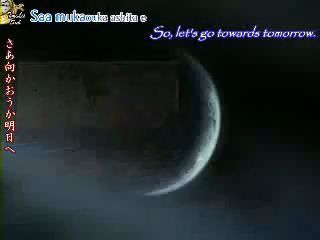 Saa mukaouka ashita e
So, let's go towards tomorrow.
さあ向かおうか明日へ